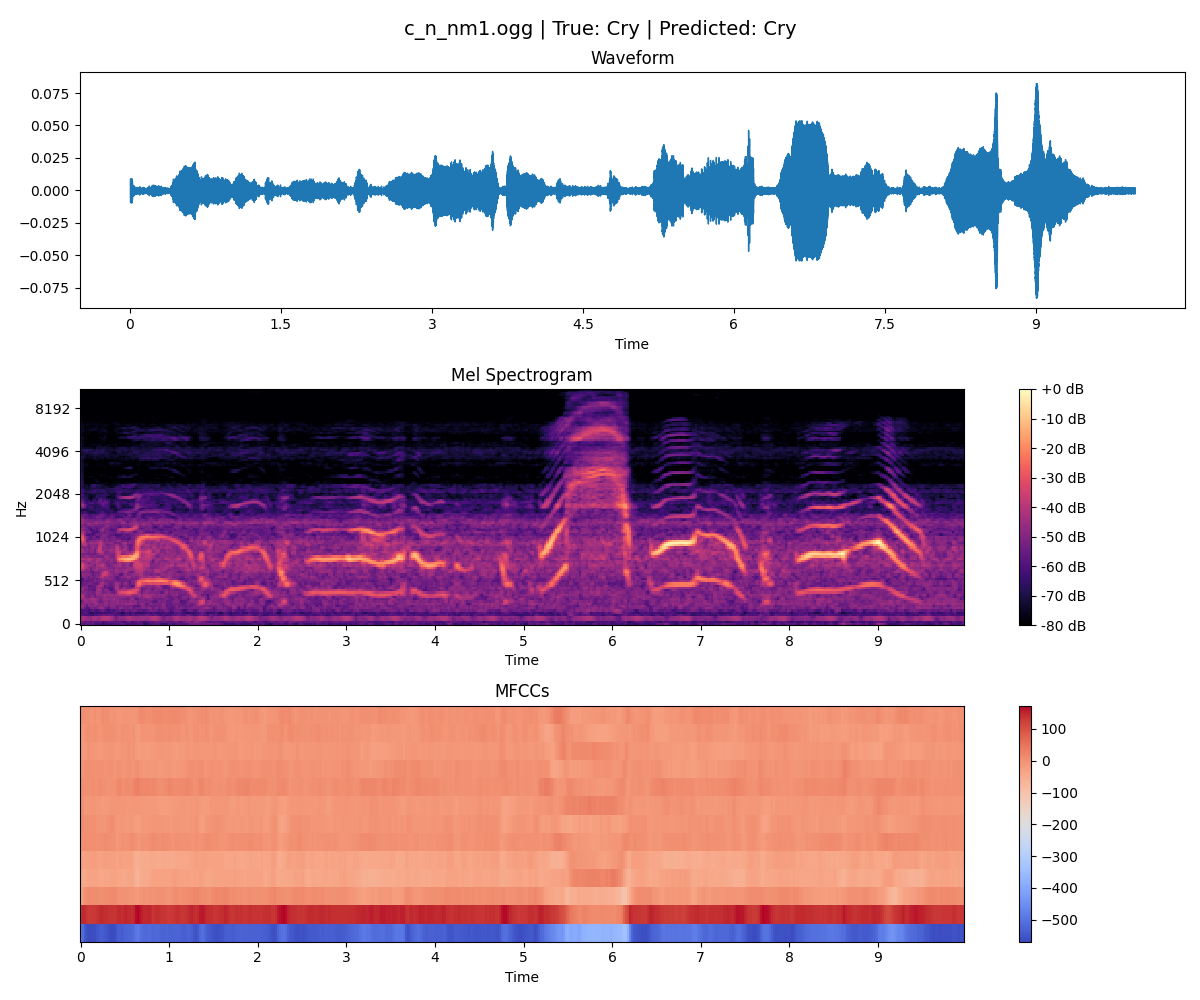 c_n_nm1.ogg | True: Cry | Predicted: Cry
Waveform
0.075
0.050
0.025
0.000
−0.025
−0.050
−0.075
0 1.5 3 4.5 6 7.5 9
Time
Mel Spectrogram
8192
4096
2048
1024
512
0
Hz
0 1 2 3 4 5 6 7 8 9
Time
+0 dB
-10 dB
-20 dB
-30 dB
-40 dB
-50 dB
-60 dB
-70 dB
-80 dB
MFCCs
0 1 2 3 4 5 6 7 8 9
Time
100
0
−100
−200
−300
−400
−500